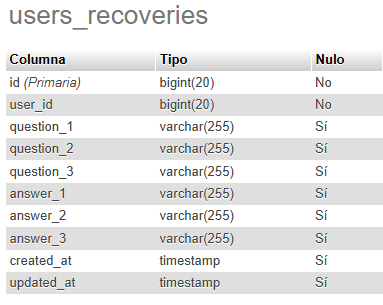 users_recoveries
Columna Tipo Nulo
id (Primaria) bigint(20) No
user_id bigint(20) No
question_1 varchar(255) Sí
question_2 varchar(255) Sí
question_3 varchar(255) Sí
answer_1 varchar(255) Sí
answer_2 varchar(255) Sí
answer_3 varchar(255) Sí
created_at timestamp Sí
updated_at timestamp Sí